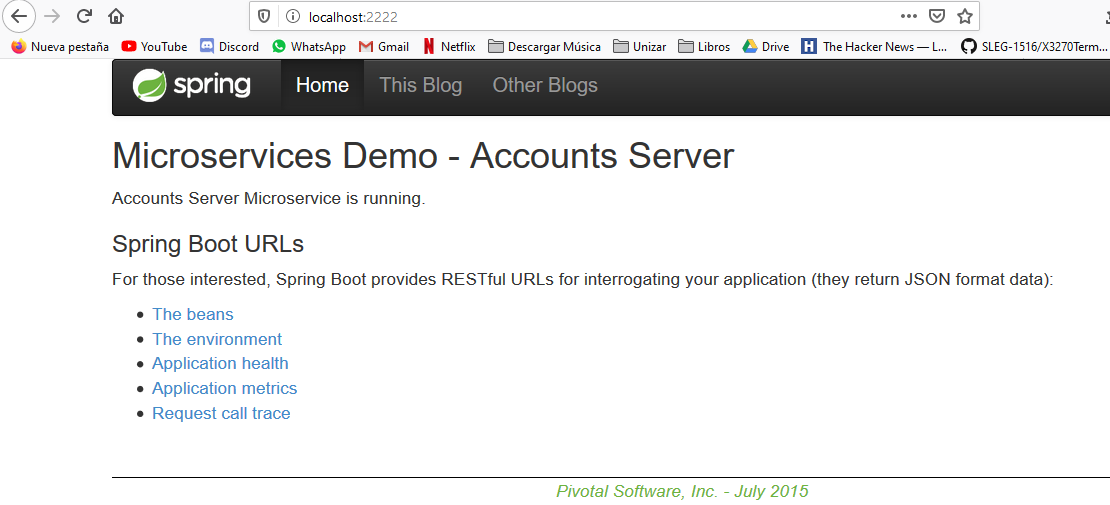 localhost:2222
Nueva pestaña YouTube Discord WhatsApp Gmail Netflix Descargar Música Unizar Libros Drive The Hacker News — L... SLEG-1516/X3270Term...
spring Home This Blog Other Blogs
Microservices Demo - Accounts Server
Accounts Server Microservice is running.
Spring Boot URLs
For those interested, Spring Boot provides RESTful URLs for interrogating your application (they return JSON format data):
The beans
The environment
Application health
Application metrics
Request call trace
Pivotal Software, Inc. - July 2015